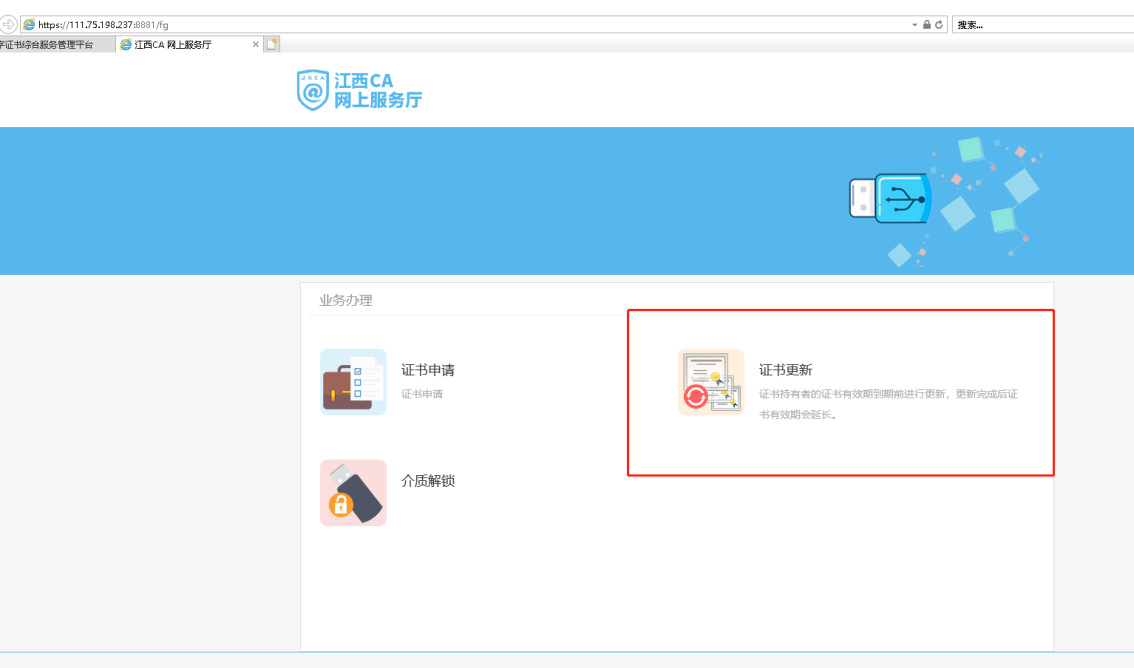 https://111.75.198.237:8881/fg
搜索...
字证书综合服务管理平台
江西CA 网上服务厅
JXCA
江西CA
网上服务厅
业务办理
证书申请
证书申请
证书更新
证书持有者的证书有效期到期前进行更新，更新完成后证
书有效期会延长。
介质解锁